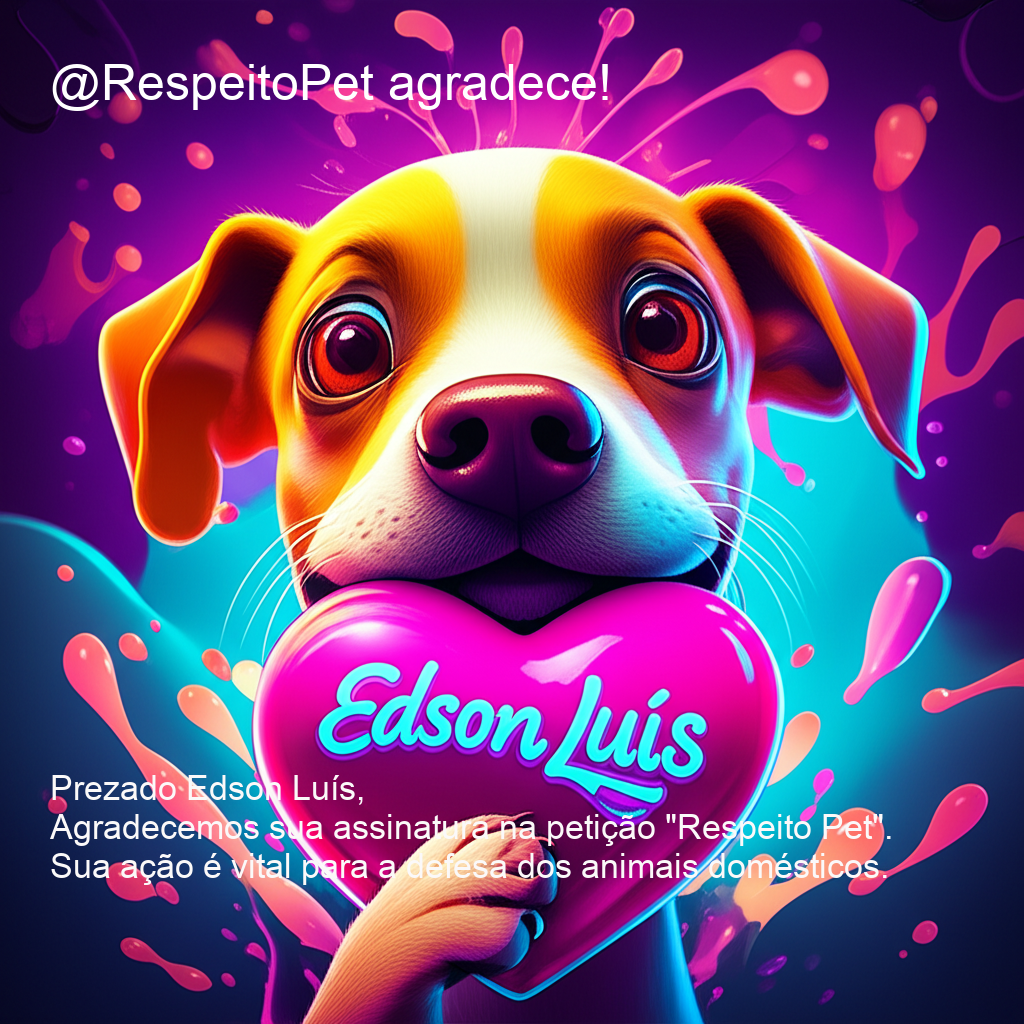 @RespeitoPet agradece!
Edson Luís
Prezado Edson Luís,
Agradecemos sua assinatura na petição "Respeito Pet".
Sua ação é vital para a defesa dos animais domésticos.